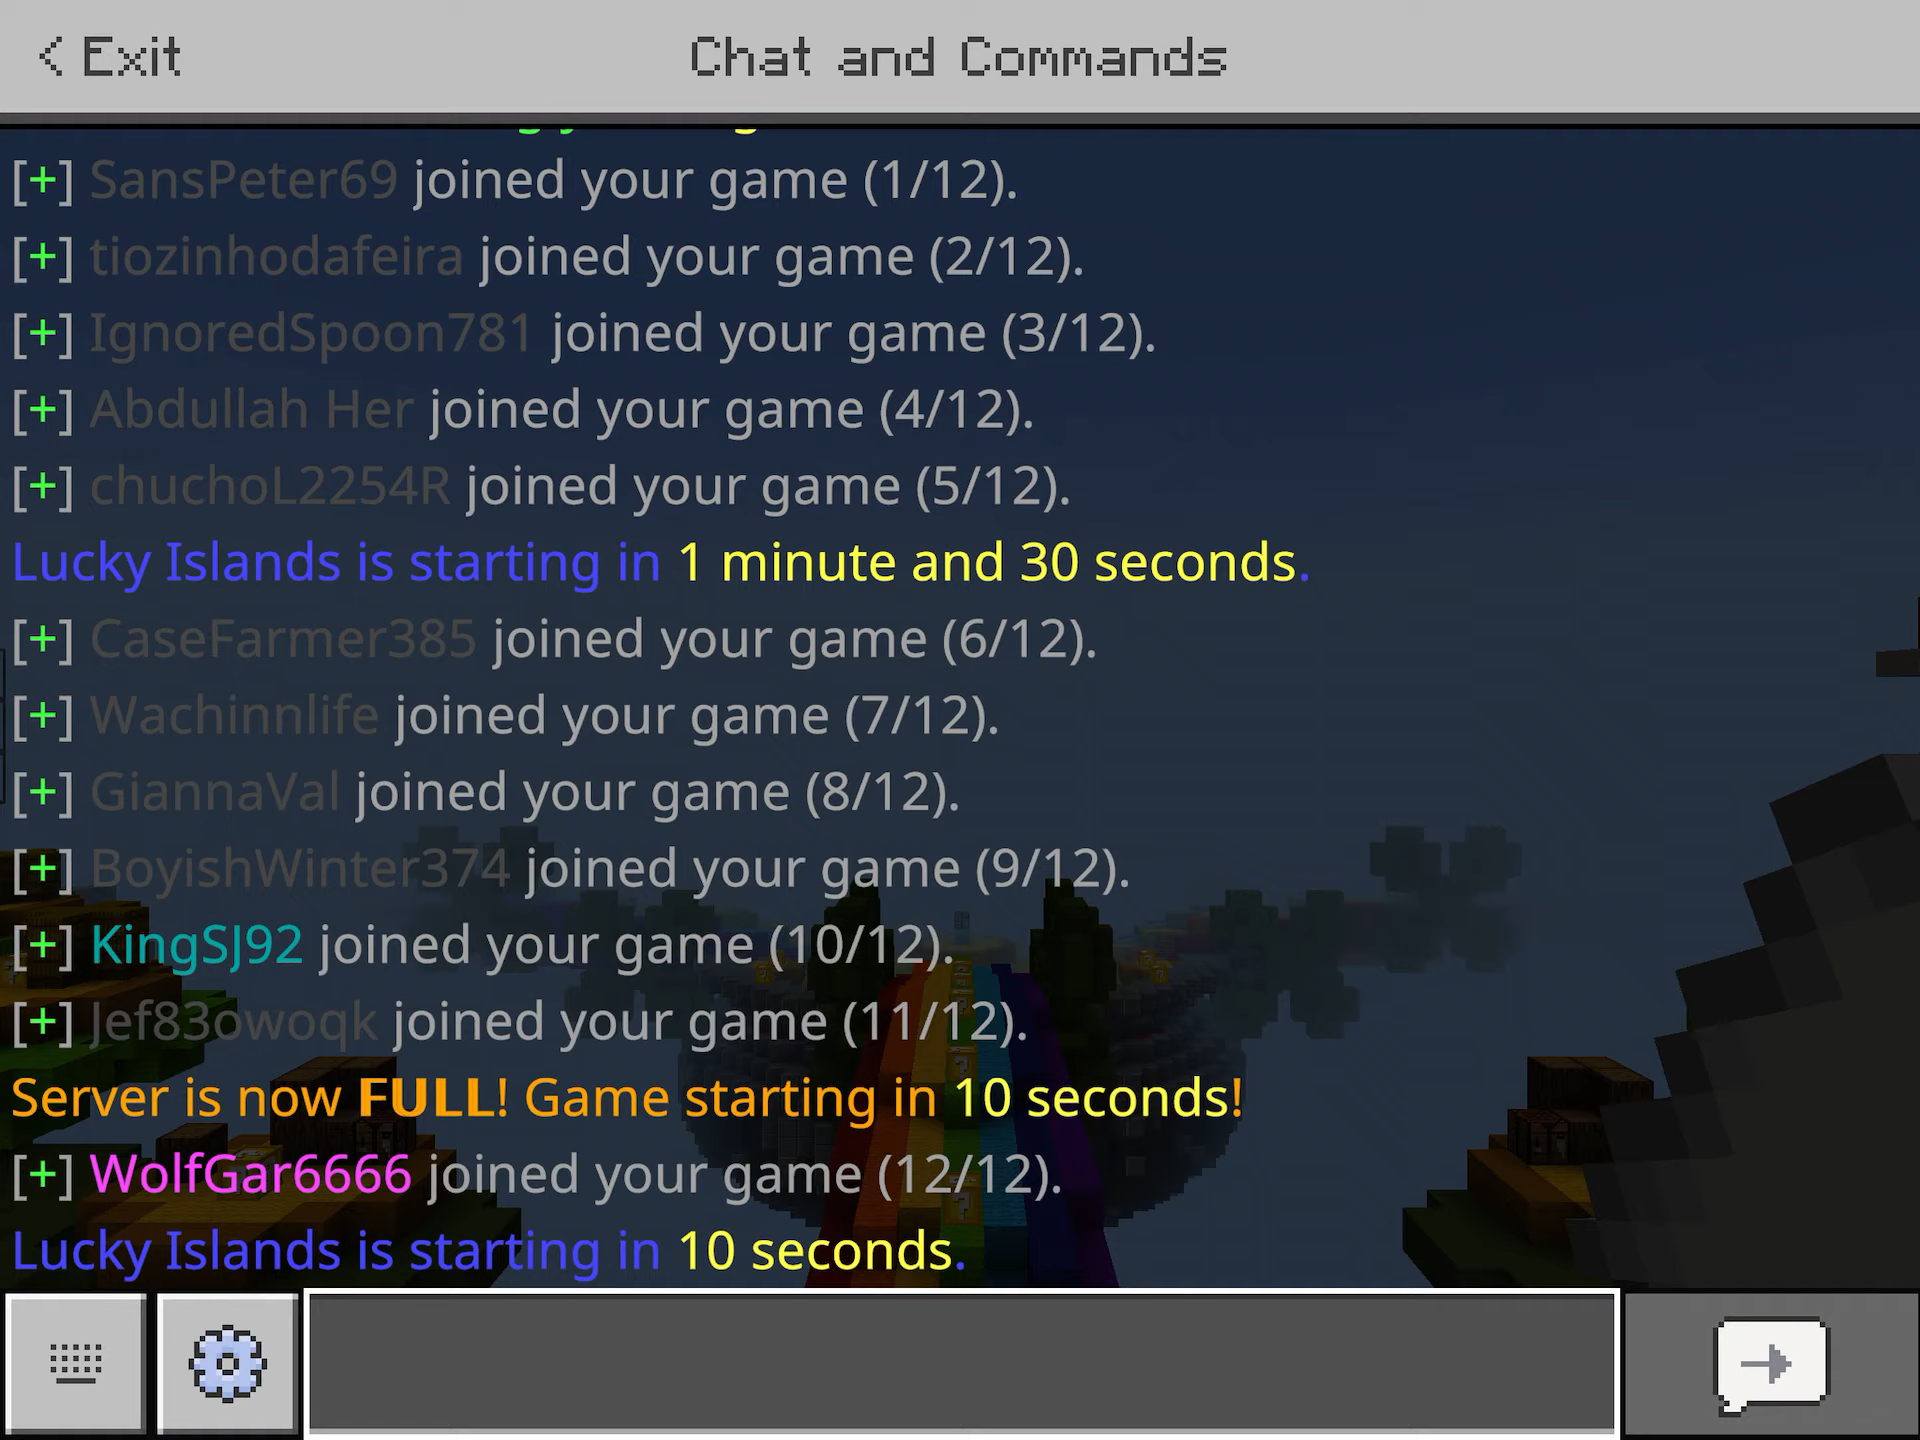 < Exit
Chat and Commands
[+] SansPeter69 joined your game (1/12).
[+] tiozinhodafeira joined your game (2/12).
[+] IgnoredSpoon781 joined your game (3/12).
[+] Abdullah Her joined your game (4/12).
[+] chuchoL2254R joined your game (5/12).
Lucky Islands is starting in 1 minute and 30 seconds.
[+] CaseFarmer385 joined your game (6/12).
[+] Wachinnlife joined your game (7/12).
[+] GiannaVal joined your game (8/12).
[+] BoyishWinter374 joined your game (9/12).
[+] KingSJ92 joined your game (10/12).
[+] Jef83owoqk joined your game (11/12).
Server is now FULL! Game starting in 10 seconds!
[+] WolfGar6666 joined your game (12/12).
Lucky Islands is starting in 10 seconds.